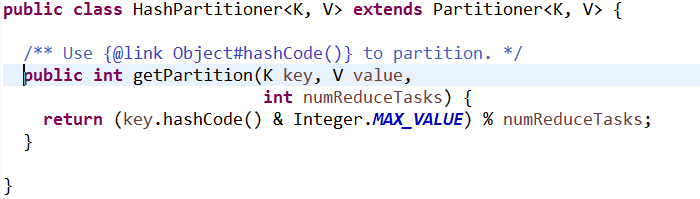 public class HashPartitioner<K, V> extends Partitioner<K, V> {
/** Use {@link Object#hashCode()} to partition. */
public int getPartition(K key, V value,
int numReduceTasks) {
return (key.hashCode() & Integer.MAX_VALUE) % numReduceTasks;
}
}